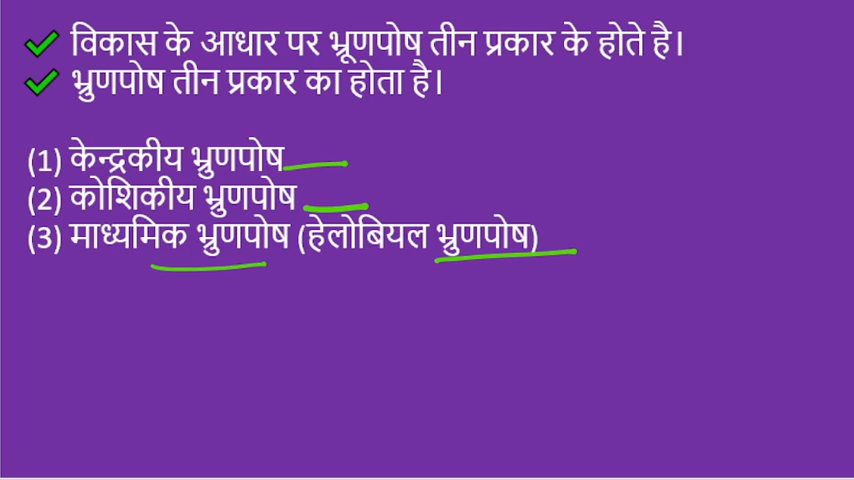 विकास के आधार पर भ्रूणपोष तीन प्रकार के होते है।
भ्रुणपोष तीन प्रकार का होता है।
(1) केन्द्रकीय भ्रुणपोष
(2) कोशिकीय भ्रुणपोष
(3) माध्यमिक भ्रुणपोष (हेलोबियल भ्रुणपोष)